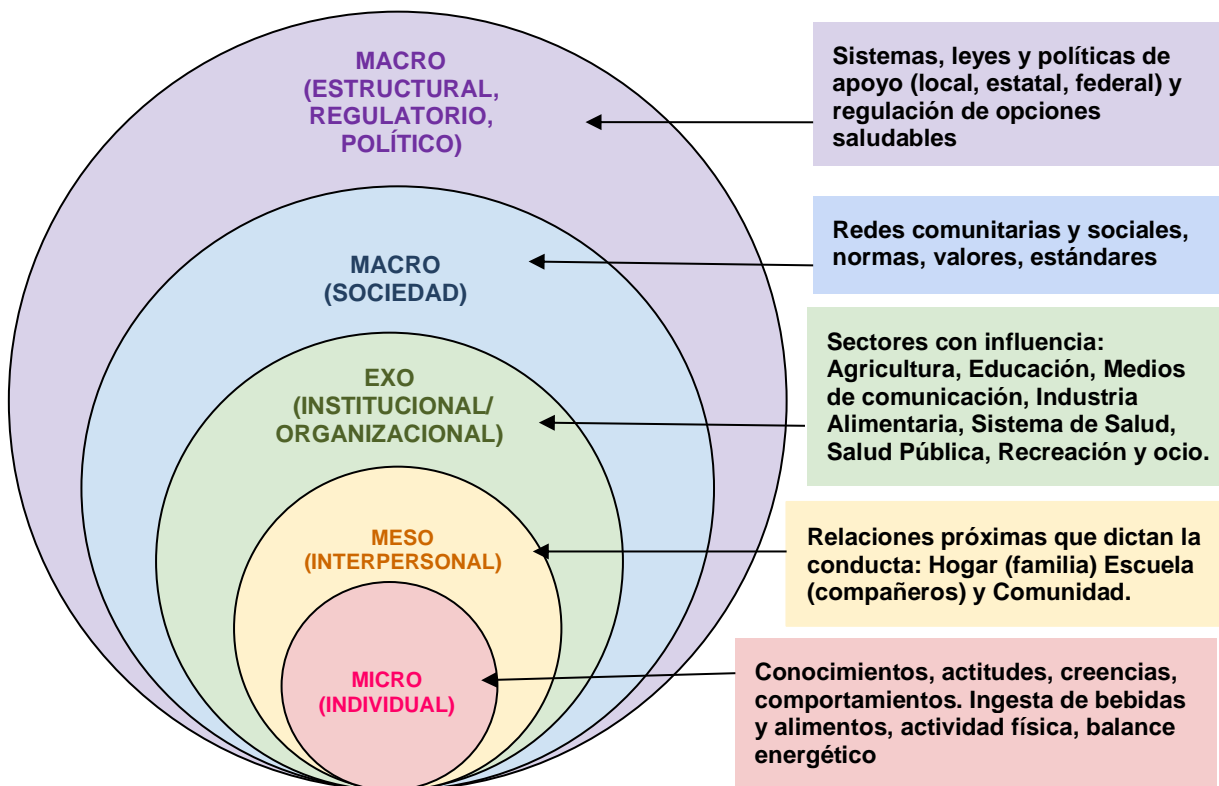 MACRO
(ESTRUCTURAL,
REGULATORIO,
POLÍTICO)
Sistemas, leyes y políticas de
apoyo (local, estatal, federal) y
regulación de opciones
saludables
MACRO
(SOCIEDAD)
Redes comunitarias y sociales,
normas, valores, estándares
EXO
(INSTITUCIONAL/
ORGANIZACIONAL)
Sectores con influencia:
Agricultura, Educación, Medios
de comunicación, Industria
Alimentaria, Sistema de Salud,
Salud Pública, Recreación y ocio.
MESO
(INTERPERSONAL)
Relaciones próximas que dictan la
conducta: Hogar (familia) Escuela
(compañeros) y Comunidad.
MICRO
(INDIVIDUAL)
Conocimientos, actitudes, creencias,
comportamientos. Ingesta de bebidas
y alimentos, actividad física, balance
energético